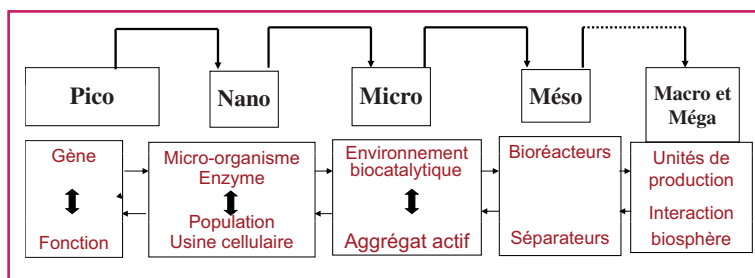 Pico
Nano
Micro
Méso
Macro et
Méga
Gène
Fonction
Micro-organisme
Enzyme
Population
Usine cellulaire
Environnement
biocatalytique
Aggrégat actif
Bioréacteurs
Séparateurs
Unités de
production
Interaction
biosphère